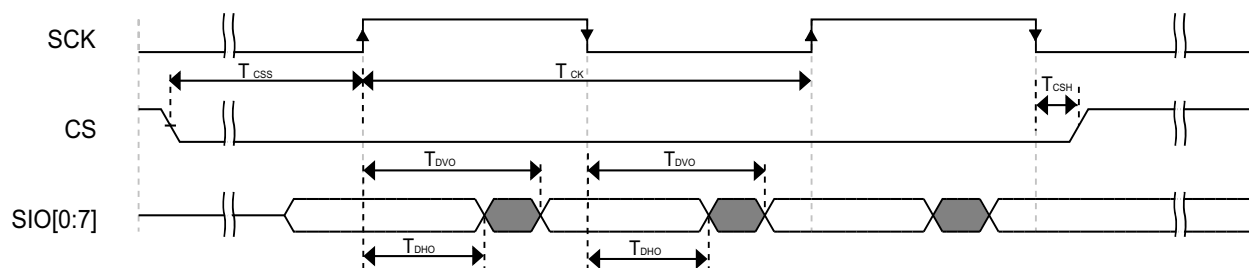 SCK
T CSS
T CK
T CSH
CS
T DVO
T DVO
SIO[0:7]
T DHO
T DHO